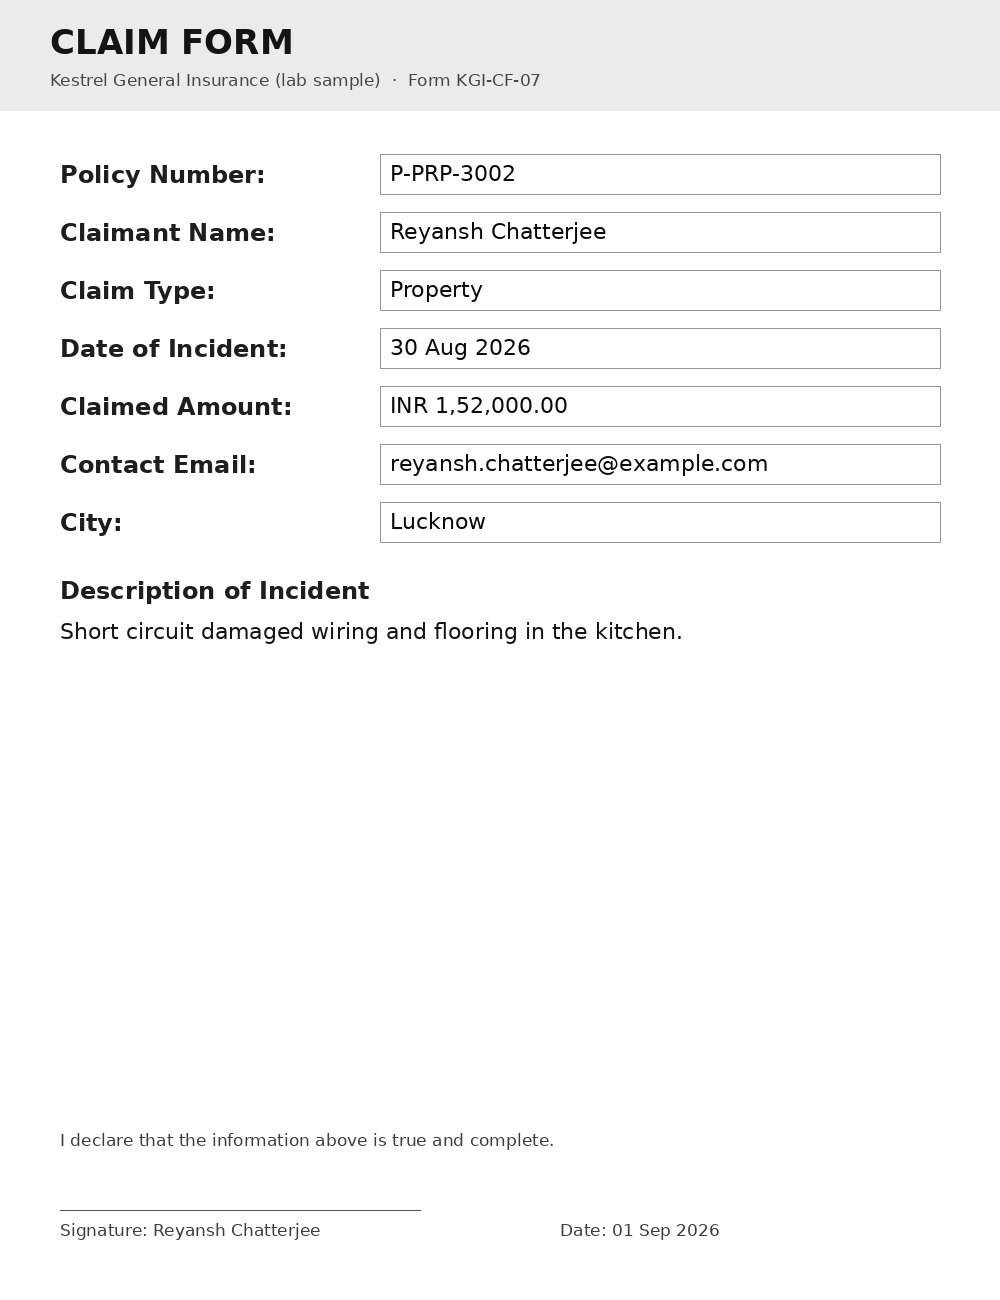 CLAIM FORM
Kestrel General Insurance (lab sample) · Form KGI-CF-07
Policy Number: P-PRP-3002
Claimant Name: Reyansh Chatterjee
Claim Type: Property
Date of Incident: 30 Aug 2026
Claimed Amount: INR 1,52,000.00
Contact Email: reyansh.chatterjee@example.com
City: Lucknow
Description of Incident
Short circuit damaged wiring and flooring in the kitchen.
I declare that the information above is true and complete.
Signature: Reyansh Chatterjee Date: 01 Sep 2026